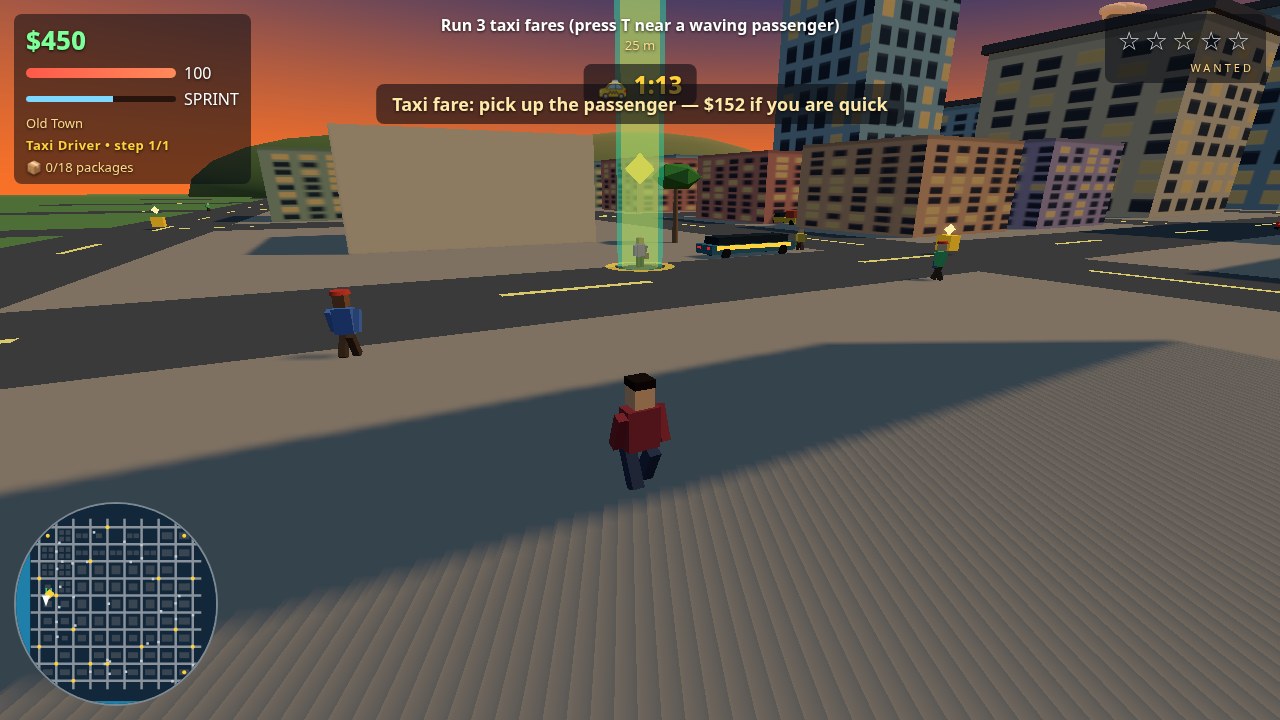 $450
100
SPRINT
Old Town
Taxi Driver • step 1/1
📦 0/18 packages
Run 3 taxi fares (press T near a waving passenger)
25 m
🚕 1:13
Taxi fare: pick up the passenger — $152 if you are quick
☆☆☆☆☆
WANTED